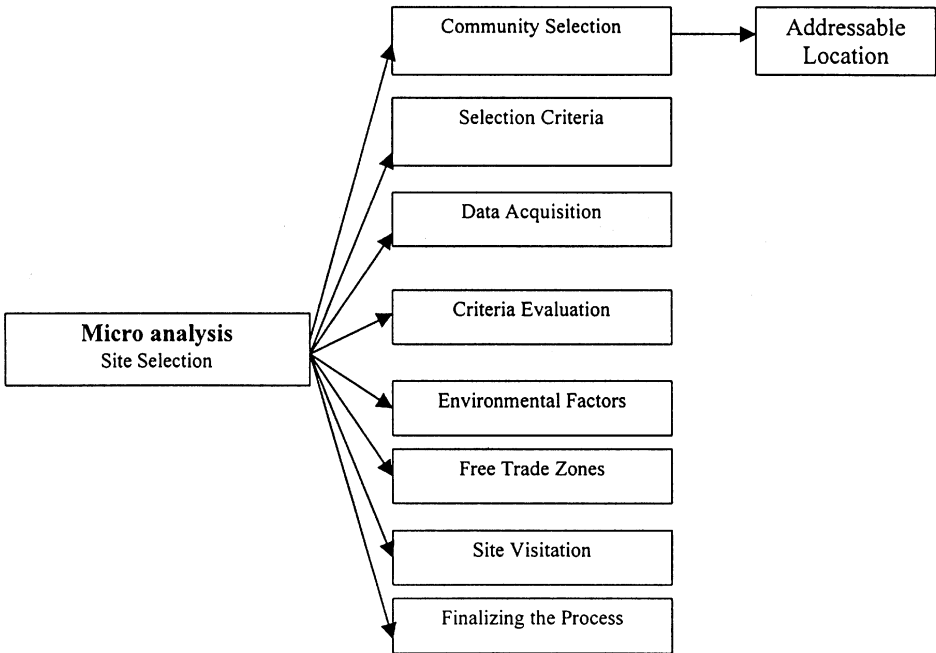 Community Selection
Addressable
Location
Selection Criteria
Data Acquisition
Criteria Evaluation
Micro analysis
Site Selection
Environmental Factors
Free Trade Zones
Site Visitation
Finalizing the Process